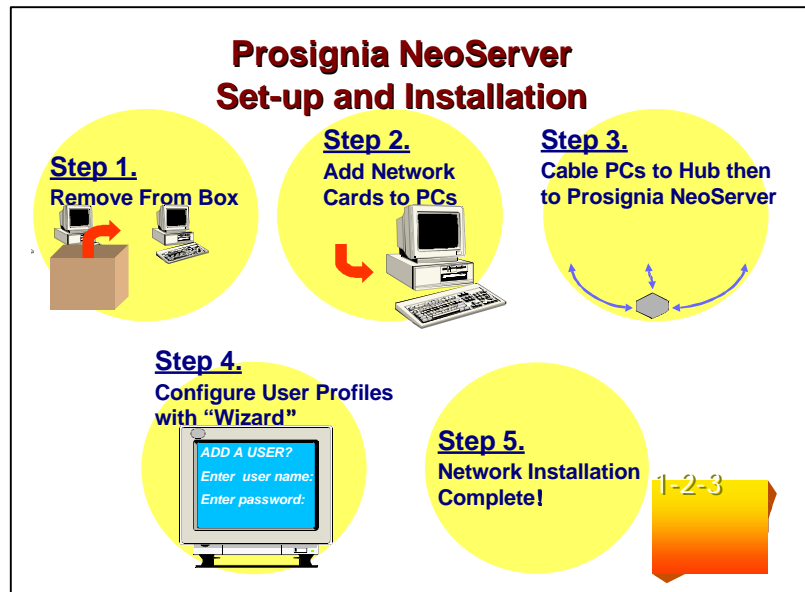 Prosignia NeoServer
Set-up and Installation
Step 1.
Remove From Box
Step 2.
Add Network
Cards to PCs
Step 3.
Cable PCs to Hub then
to Prosignia NeoServer
Step 4.
Configure User Profiles
with “Wizard”
ADD A USER?
Enter user name:
Enter password:
Step 5.
Network Installation
Complete!
1-2-3